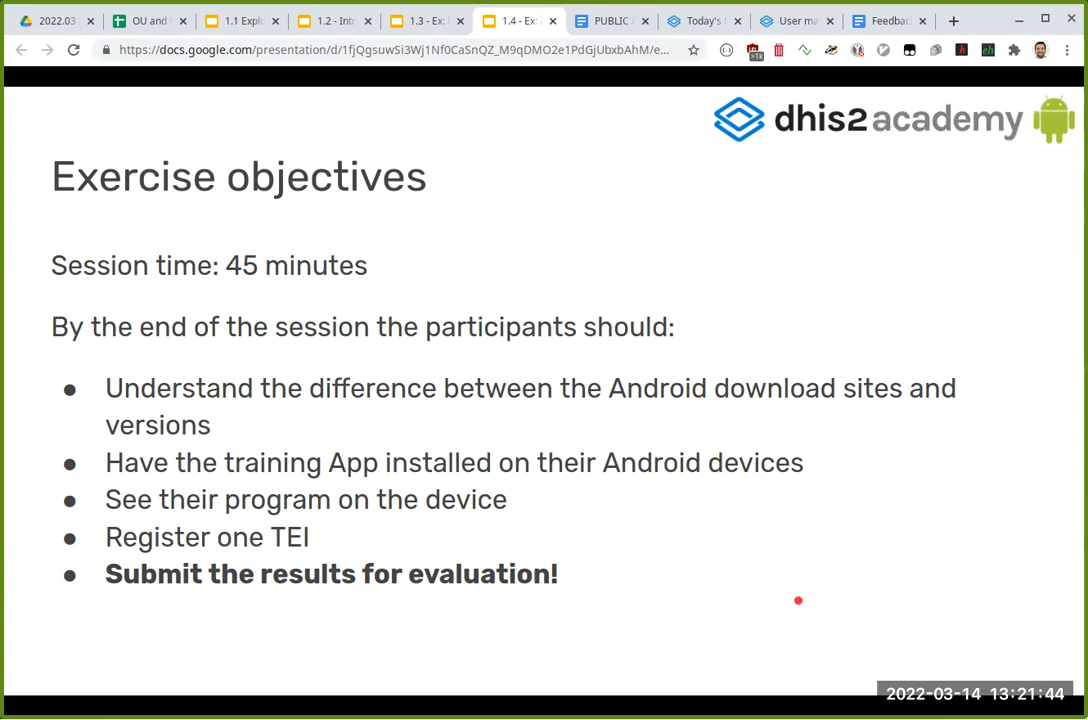 2022.03
OU and
1.1 Explo
1.2 - Intr
1.3 - Ex:
1.4 - Ex:
PUBLIC
Today's
User ma
Feedbac
https://docs.google.com/presentation/d/1fjQgsuwSi3Wj1Nf0CaSnQZ_M9qDMO2e1PdGjUbxbAhM/e...
dhis2academy
Exercise objectives
Session time: 45 minutes
By the end of the session the participants should:
● Understand the difference between the Android download sites and
versions
● Have the training App installed on their Android devices
● See their program on the device
● Register one TEI
● Submit the results for evaluation!
2022-03-14 13:21:44